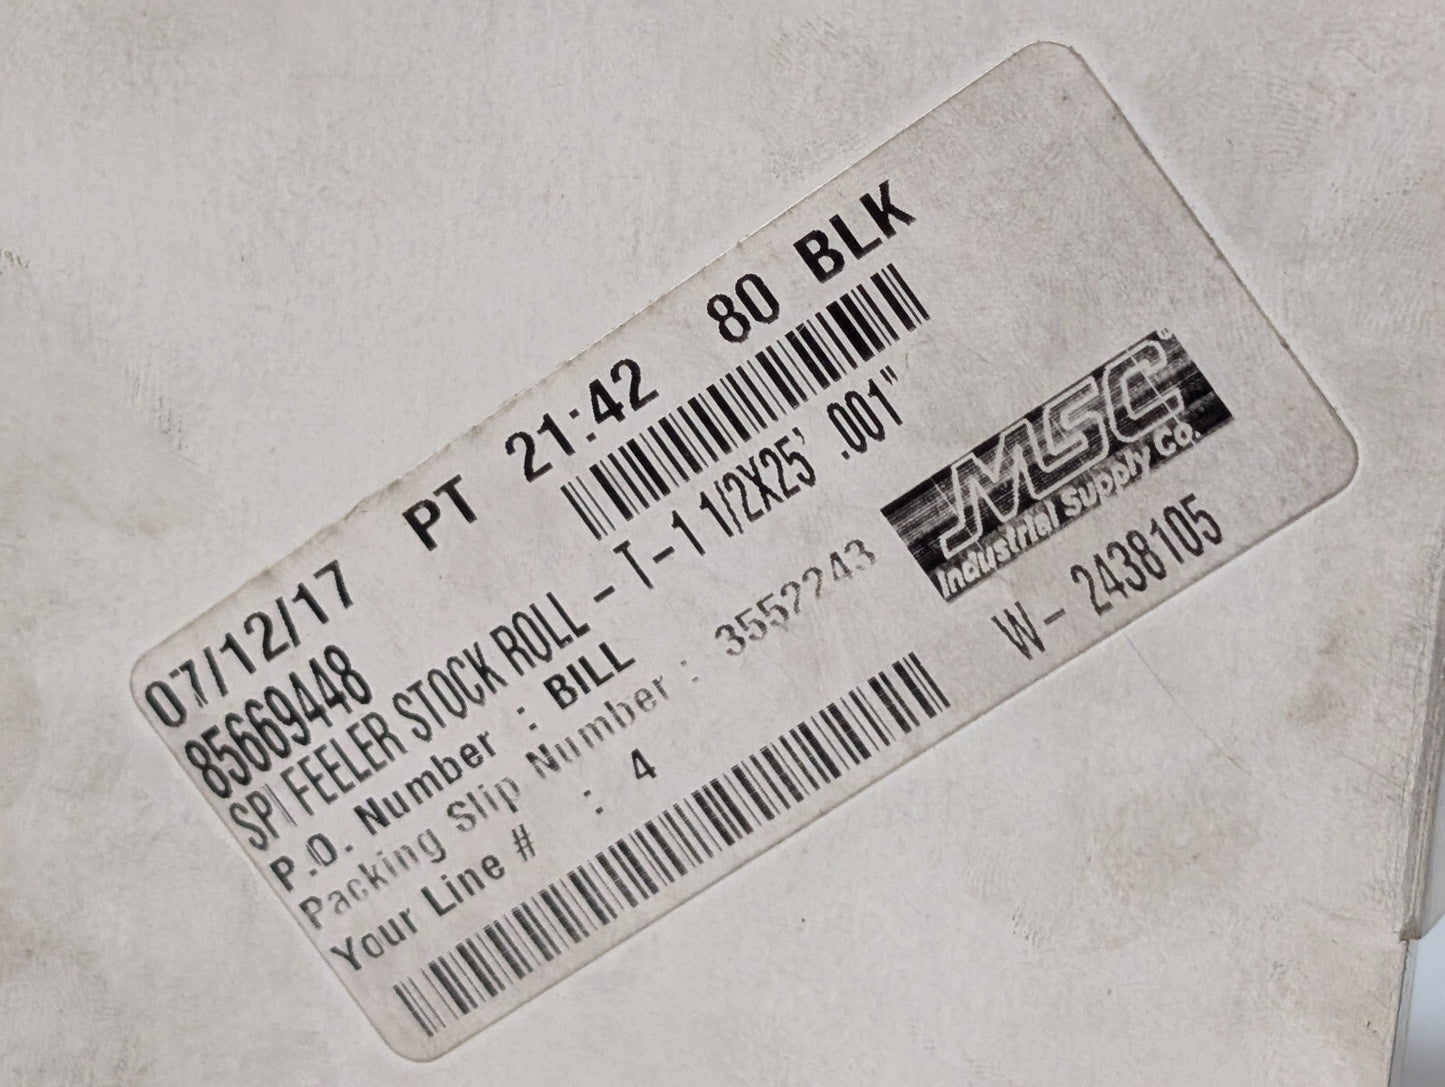 07/12/17 PT 21:42 80 BLK
85669448
SPI FEELER STOCK ROLL - T-1 1/2X25' .001"
P.O. Number : BILL
Packing Slip Number : 3552243
Your Line # : 4
MSC
Industrial Supply Co.
W- 2438105